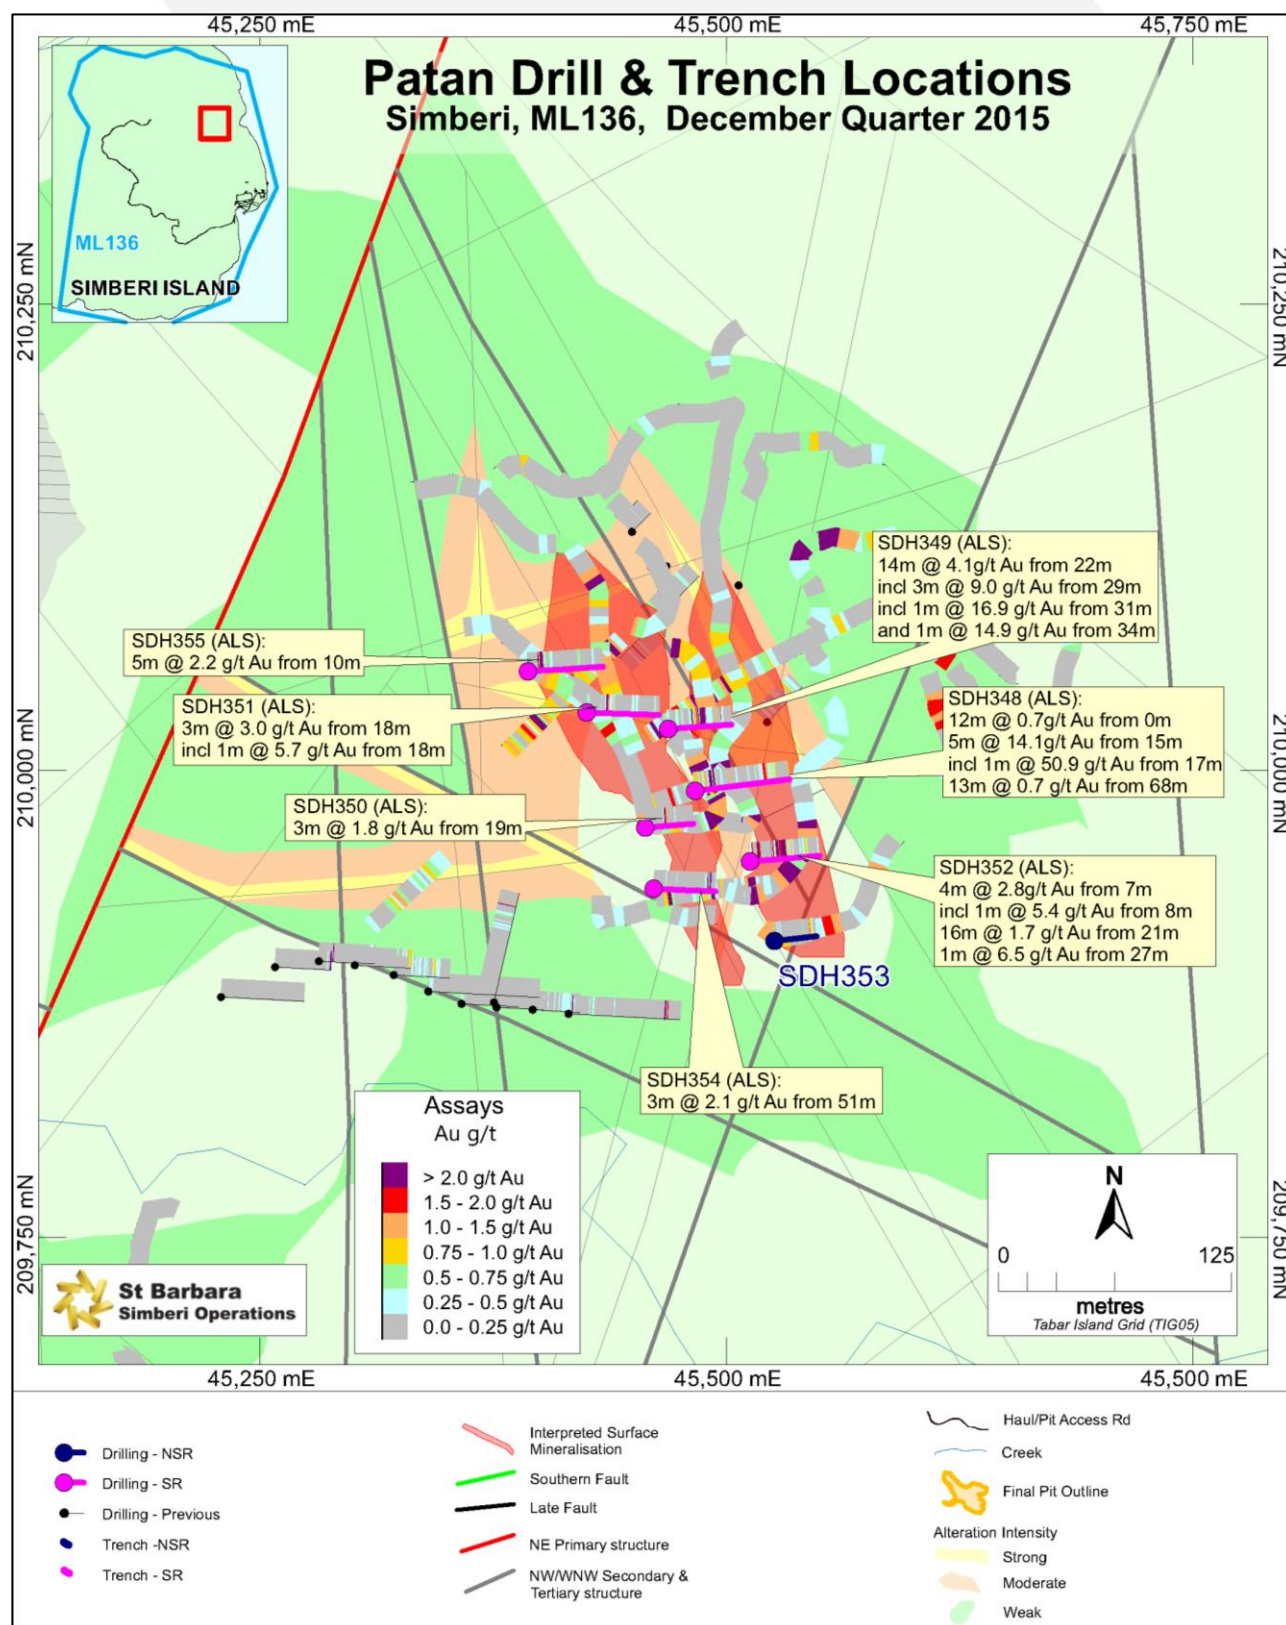 45,250 mE
45,500 mE
45,750 mE
Patan Drill & Trench Locations
Simberi, ML136, December Quarter 2015
ML136
SIMBERI ISLAND
210,250 mN
210,250 mN
SDH349 (ALS):
14m @ 4.1g/t Au from 22m
incl 3m @ 9.0 g/t Au from 29m
incl 1m @ 16.9 g/t Au from 31m
and 1m @ 14.9 g/t Au from 34m
SDH355 (ALS):
5m @ 2.2 g/t Au from 10m
SDH351 (ALS):
3m @ 3.0 g/t Au from 18m
incl 1m @ 5.7 g/t Au from 18m
SDH348 (ALS):
12m @ 0.7g/t Au from 0m
5m @ 14.1g/t Au from 15m
incl 1m @ 50.9 g/t Au from 17m
13m @ 0.7 g/t Au from 68m
210,000 mN
210,000 mN
SDH350 (ALS):
3m @ 1.8 g/t Au from 19m
SDH352 (ALS):
4m @ 2.8g/t Au from 7m
incl 1m @ 5.4 g/t Au from 8m
16m @ 1.7 g/t Au from 21m
1m @ 6.5 g/t Au from 27m
SDH353
SDH354 (ALS):
3m @ 2.1 g/t Au from 51m
Assays
Au g/t
> 2.0 g/t Au
1.5 - 2.0 g/t Au
1.0 - 1.5 g/t Au
0.75 - 1.0 g/t Au
0.5 - 0.75 g/t Au
0.25 - 0.5 g/t Au
0.0 - 0.25 g/t Au
209,750 mN
209,750 mN
St Barbara
Simberi Operations
N
0 125
metres
Tabar Island Grid (TIG05)
45,250 mE
45,500 mE
45,500 mE
Drilling - NSR
Drilling - SR
Drilling - Previous
Trench -NSR
Trench - SR
Interpreted Surface
Mineralisation
Southern Fault
Late Fault
NE Primary structure
NW/WNW Secondary &
Tertiary structure
Haul/Pit Access Rd
Creek
Final Pit Outline
Alteration Intensity
Strong
Moderate
Weak